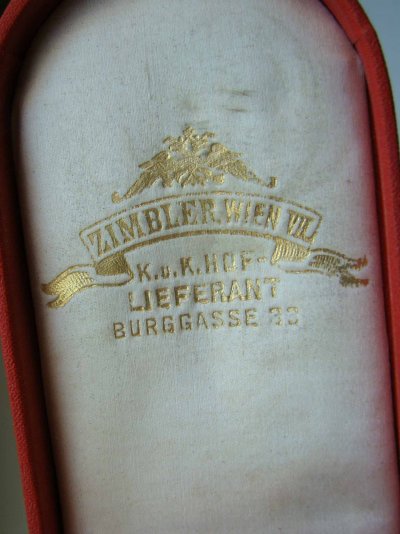 ZIMBLER, WIEN VII.
K.u.K. HOF-
LIEFERANT
BURGGASSE 33